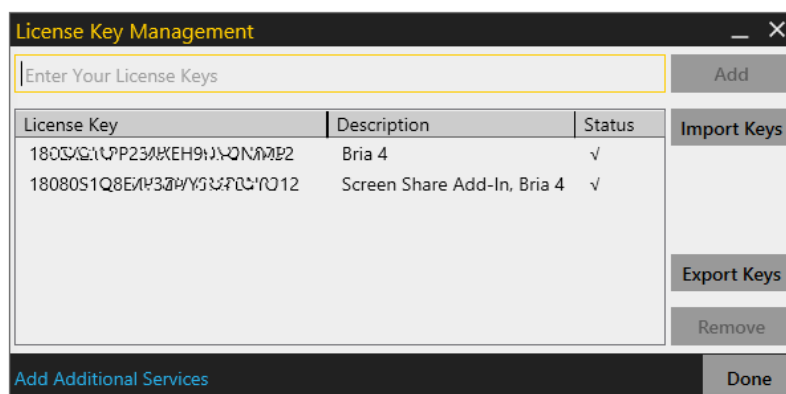 License Key Management
Enter Your License Keys
Add
License Key Description Status
Import Keys
Bria 4 √
Screen Share Add-In, Bria 4 √
Export Keys
Remove
Add Additional Services
Done